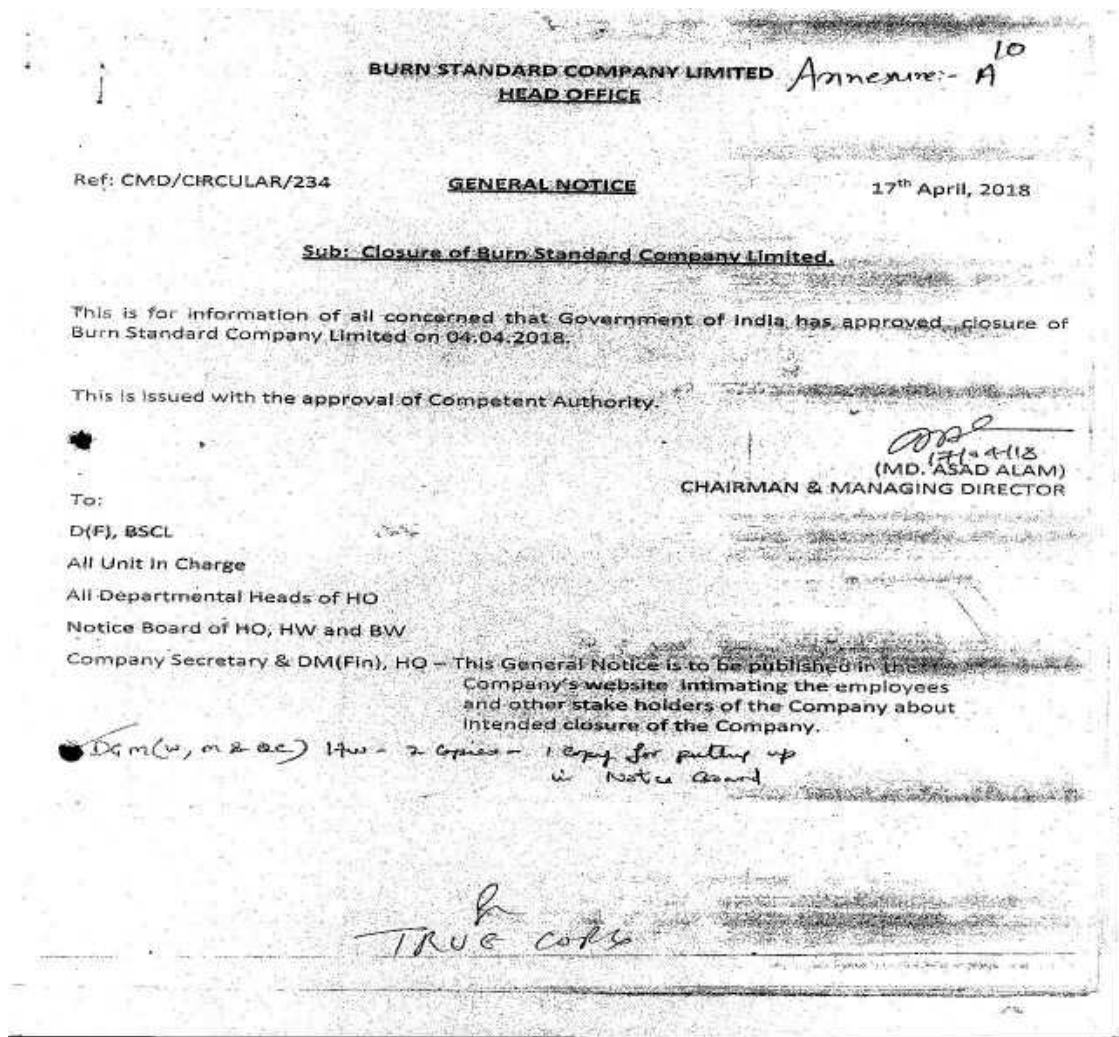 10
BURN STANDARD COMPANY LIMITED Annexure:- A
HEAD OFFICE
Ref: CMD/CIRCULAR/234 GENERAL NOTICE 17th April, 2018
Sub: Closure of Burn Standard Company Limited.
This is for information of all concerned that Government of India has approved closure of
Burn Standard Company Limited on 04.04.2018.
This is issued with the approval of Competent Authority.
(MD. ASAD ALAM)
CHAIRMAN & MANAGING DIRECTOR
To:
D(F), BSCL
All Unit In Charge
All Departmental Heads of HO
Notice Board of HO, HW and BW
Company Secretary & DM(Fin), HO – This General Notice is to be published in the
Company's website intimating the employees
and other stake holders of the Company about
Intended closure of the Company.
DGM(W, M & QC) HW - 2 copies - 1 copy for putting up
in Notice Board
TRUE COPY